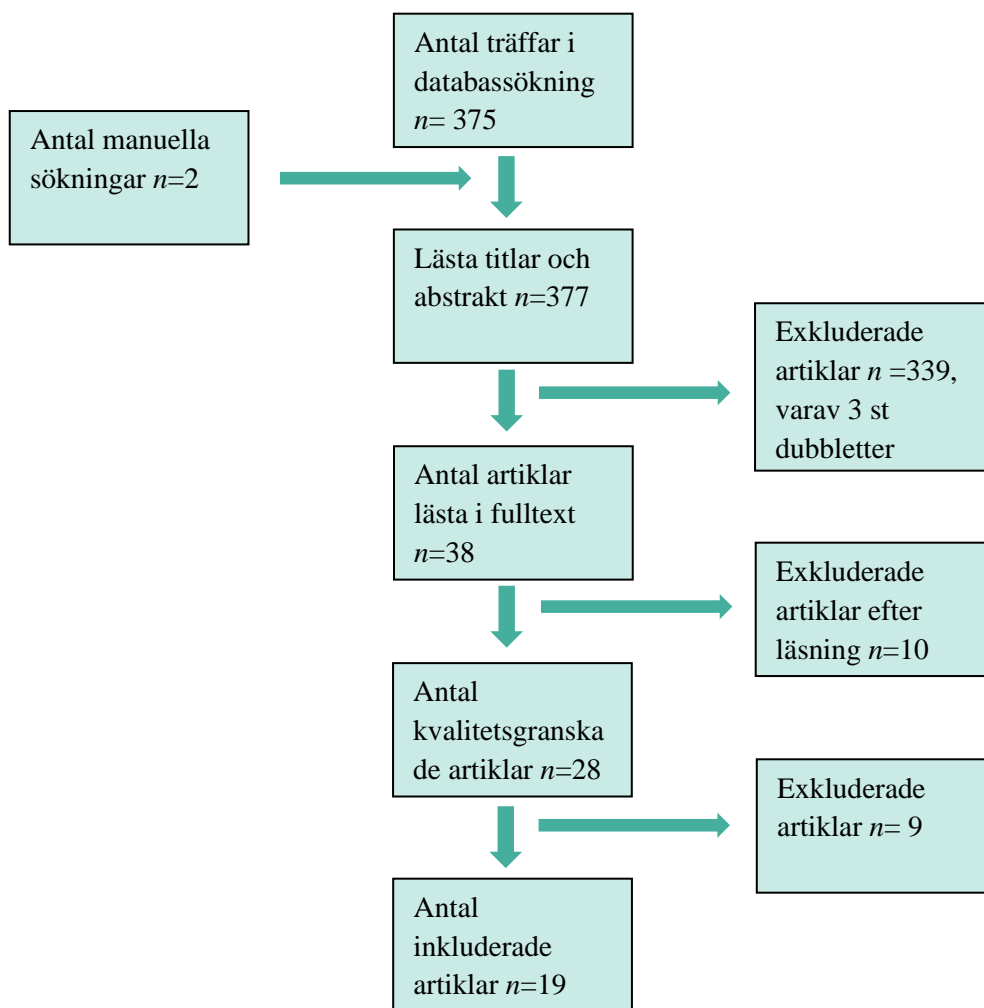 Antal träffar i
databassökning
n= 375
Antal manuella
sökningar n=2
Lästa titlar och
abstrakt n=377
Exkluderade
artiklar n =339,
varav 3 st
dubbletter
Antal artiklar
lästa i fulltext
n=38
Exkluderade
artiklar efter
läsning n=10
Antal
kvalitetsgranska
de artiklar n=28
Exkluderade
artiklar n= 9
Antal
inkluderade
artiklar n=19